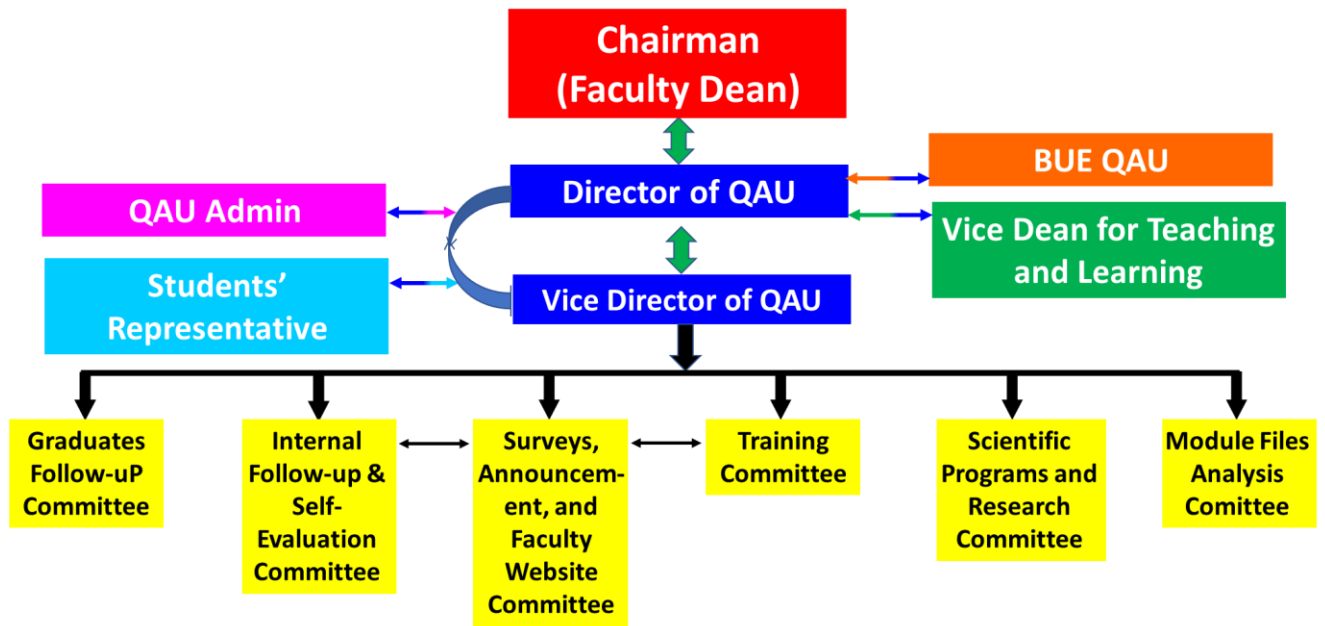 Chairman
(Faculty Dean)
Director of QAU
BUE QAU
QAU Admin
Vice Dean for Teaching
and Learning
Students’
Representative
Vice Director of QAU
Graduates
Follow-uP
Committee
Internal
Follow-up &
Self-
Evaluation
Committee
Surveys,
Announcem-
ent, and
Faculty
Website
Committee
Training
Committee
Scientific
Programs and
Research
Committee
Module Files
Analysis
Comittee